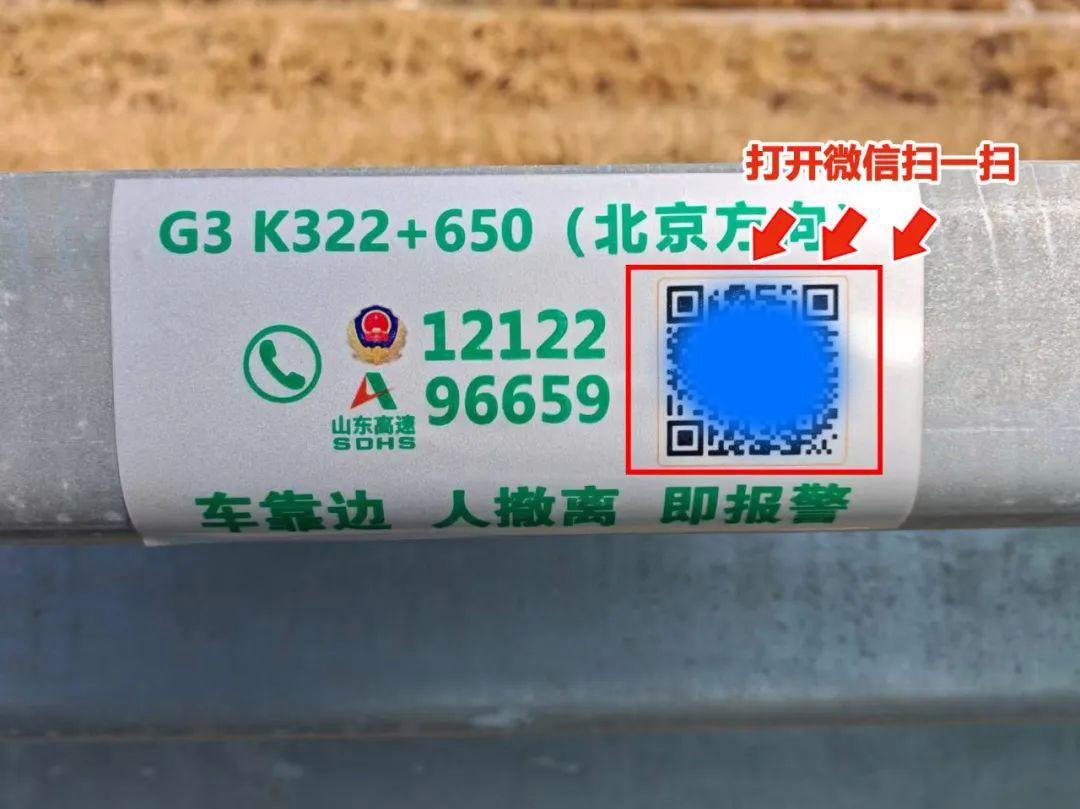 打开微信扫一扫
G3 K322+650（北京方向）
12122
96659
山东高速
SDHS
车靠边 人撤离 即报警